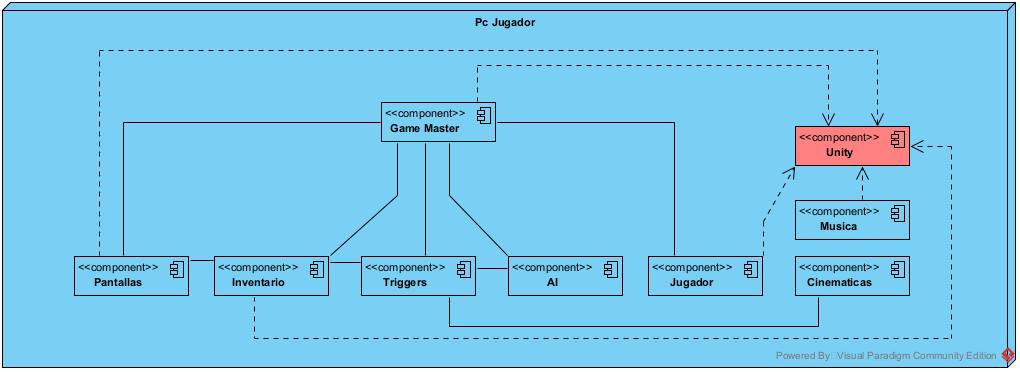 Pc Jugador
<<component>>
Game Master
<<component>>
Unity
<<component>>
Musica
<<component>>
Pantallas
<<component>>
Inventario
<<component>>
Triggers
<<component>>
AI
<<component>>
Jugador
<<component>>
Cinematicas
Powered By: Visual Paradigm Community Edition